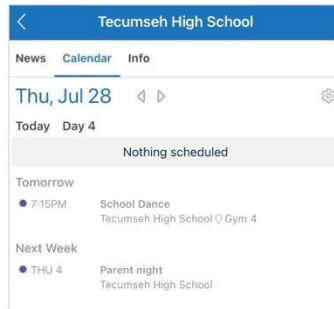 Tecumseh High School
News Calendar Info
Thu, Jul 28
Today Day 4
Nothing scheduled
Tomorrow
7:15PM School Dance
Tecumseh High School Gym 4
Next Week
THU 4 Parent night
Tecumseh High School